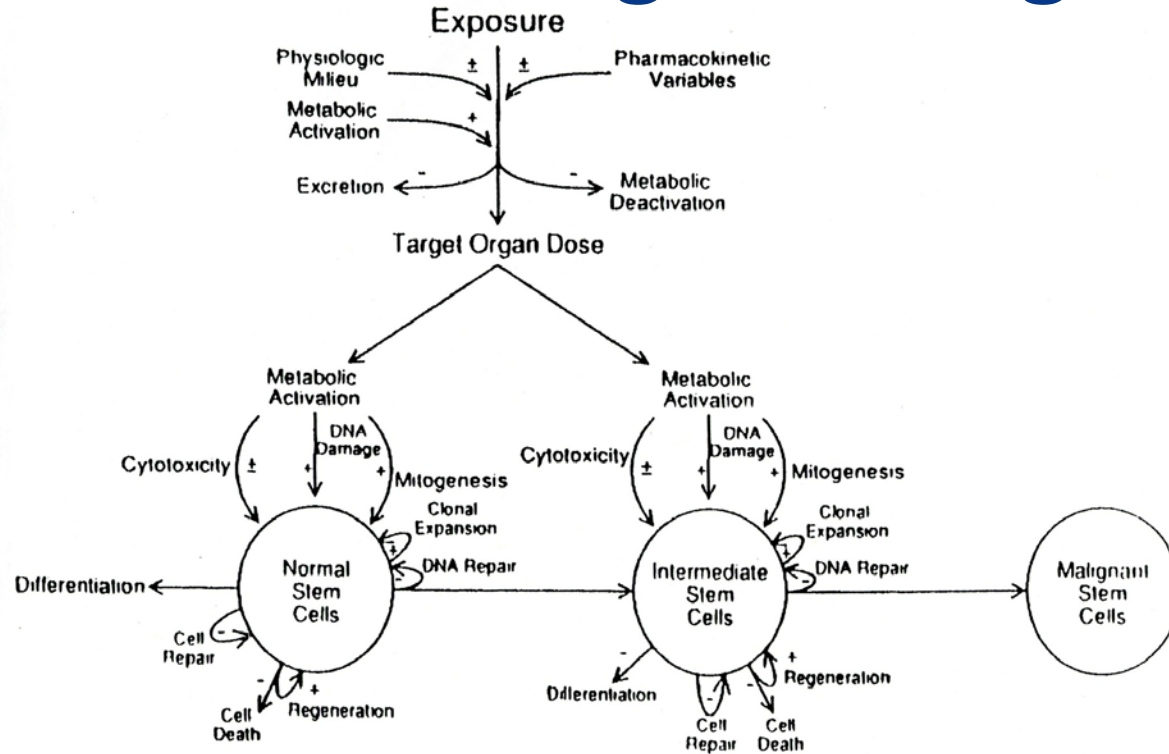 Exposure
Physiologic
Milieu
±
±
Pharmacokinetic
Variables
Metabolic
Activation
+
Excretion
-
-
Metabolic
Deactivation
Target Organ Dose
Metabolic
Activation
Cytotoxicity
±
+
DNA
Damage
+
Mitogenesis
Clonal
Expansion
+
DNA Repair
-
Normal
Stem
Cells
Differentiation
-
Cell
Repair
-
Cell
Death
+
Regeneration
Metabolic
Activation
Cytotoxicity
±
+
DNA
Damage
+
Mitogenesis
Clonal
Expansion
+
DNA Repair
-
Intermediate
Stem
Cells
-
Differentiation
-
Cell
Repair
-
Cell
Death
+
Regeneration
Malignant
Stem
Cells